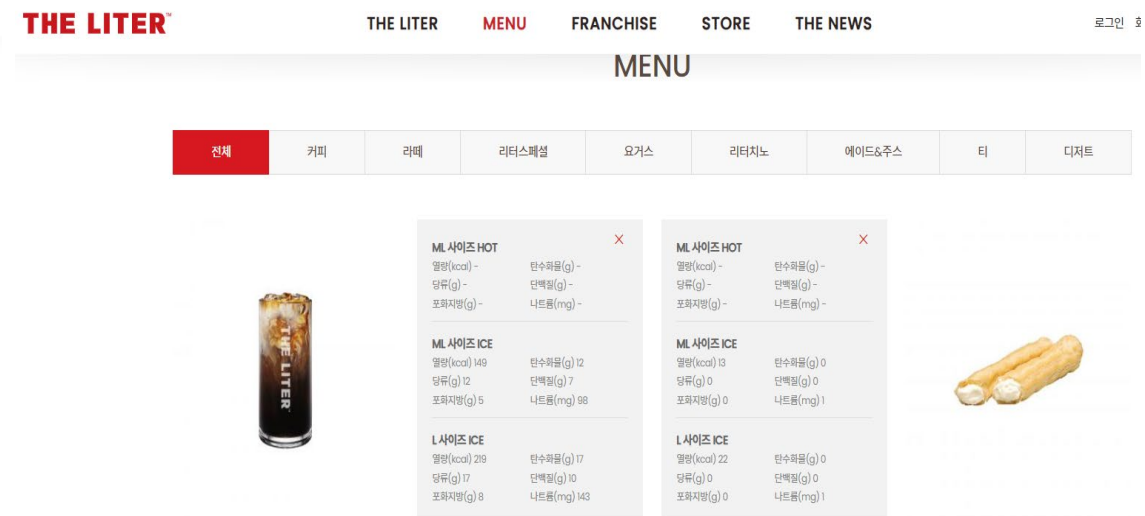 THE LITER™
THE LITER MENU FRANCHISE STORE THE NEWS
로그인
MENU
전체 커피 라떼 리터스페셜 요거스 리터치노 에이드&주스 티 디저트
THE LITER
ML 사이즈 HOT X
열량(kcal) - 탄수화물(g) -
당류(g) - 단백질(g) -
포화지방(g) - 나트륨(mg) -
ML 사이즈 ICE
열량(kcal) 149 탄수화물(g) 12
당류(g) 12 단백질(g) 7
포화지방(g) 5 나트륨(mg) 98
L 사이즈 ICE
열량(kcal) 219 탄수화물(g) 17
당류(g) 17 단백질(g) 10
포화지방(g) 8 나트륨(mg) 143
ML 사이즈 HOT X
열량(kcal) - 탄수화물(g) -
당류(g) - 단백질(g) -
포화지방(g) - 나트륨(mg) -
ML 사이즈 ICE
열량(kcal) 13 탄수화물(g) 0
당류(g) 0 단백질(g) 0
포화지방(g) 0 나트륨(mg) 1
L 사이즈 ICE
열량(kcal) 22 탄수화물(g) 0
당류(g) 0 단백질(g) 0
포화지방(g) 0 나트륨(mg) 1